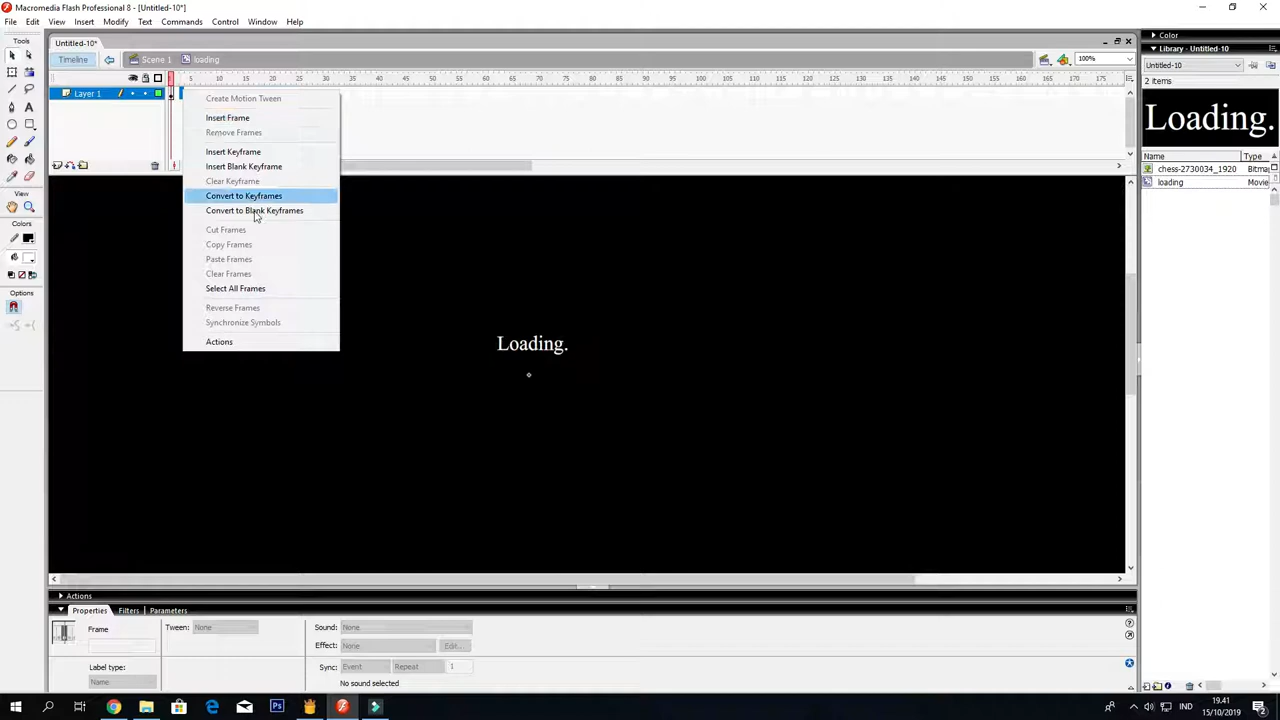 Macromedia Flash Professional 8 - [Untitled-10*]
File Edit View Insert Modify Text Commands Control Window Help
Tools
View
Colors
Options
Untitled-10*
Timeline
Scene 1
loading
100%
5 10 15 20 25 30 35 40 45 50 55 60 65 70 75 80 85 90 95 100 105 110 115 120 125 130 135 140 145 150 155 160 165 170 175
Layer 1
Create Motion Tween
Insert Frame
Remove Frames
Insert Keyframe
Insert Blank Keyframe
Clear Keyframe
Convert to Keyframes
Convert to Blank Keyframes
Cut Frames
Copy Frames
Paste Frames
Clear Frames
Select All Frames
Reverse Frames
Synchronize Symbols
Actions
Loading.
Color
Library - Untitled-10
Untitled-10
2 items
Loading.
Name Type
chess-2730034_1920 Bitmap
loading Movie
Actions
Properties Filters Parameters
Frame
Tween: None
Sound: None
Effect: None Edit...
Label type:
Name
Sync: Event Repeat 1
No sound selected
IND
19.41
15/10/2019
2